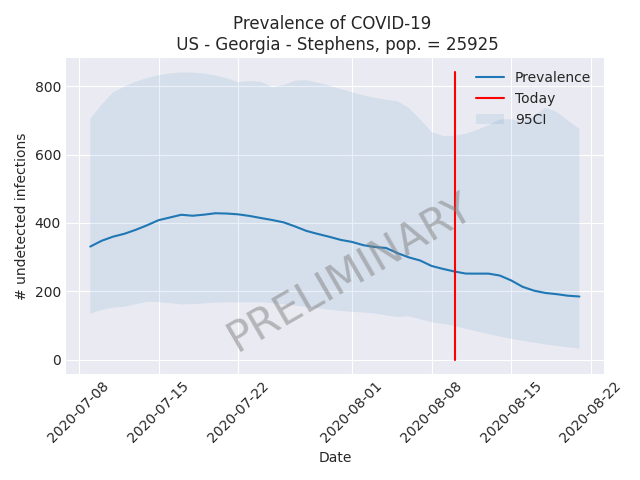 Prevalence of COVID-19
US - Georgia - Stephens, pop. = 25925
Prevalence
Today
95CI
PRELIMINARY
# undetected infections
800
600
400
200
0
2020-07-08
2020-07-15
2020-07-22
2020-08-01
2020-08-08
2020-08-15
2020-08-22
Date